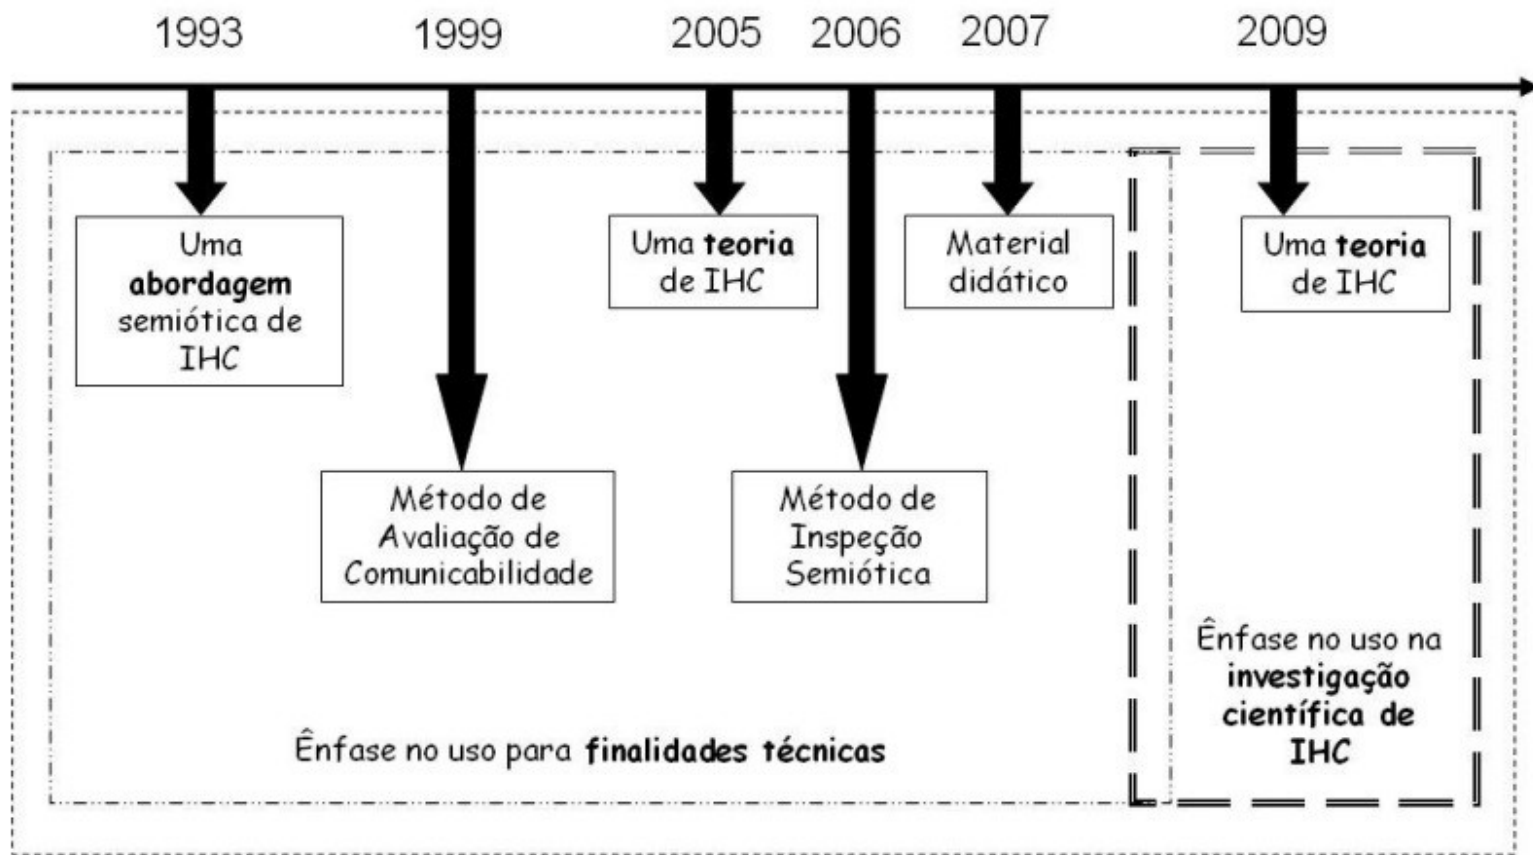 1993
1999
2005
2006
2007
2009
Uma
abordagem
semiótica de
IHC
Uma teoria
de IHC
Material
didático
Uma teoria
de IHC
Método de
Avaliação de
Comunicabilidade
Método de
Inspeção
Semiótica
Ênfase no uso para finalidades técnicas
Ênfase no uso na
investigação
científica de
IHC